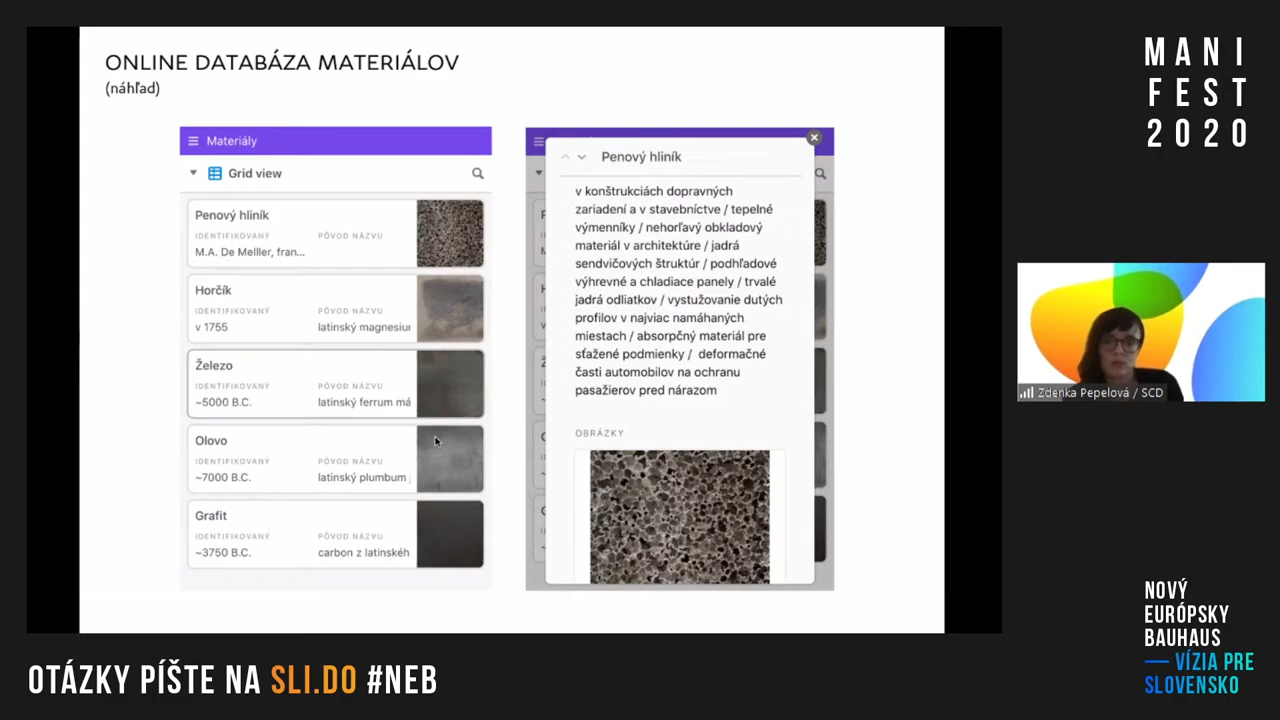 ONLINE DATABÁZA MATERIÁLOV
(náhľad)
Materiály
Grid view
Penový hliník
IDENTIFIKOVANÝ PÔVOD NÁZVU
M.A. De Melller, fran...
Horčík
IDENTIFIKOVANÝ PÔVOD NÁZVU
v 1755 latinský magnesiu
Železo
IDENTIFIKOVANÝ PÔVOD NÁZVU
~5000 B.C. latinský ferrum má
Olovo
IDENTIFIKOVANÝ PÔVOD NÁZVU
~7000 B.C. latinský plumbum
Grafit
IDENTIFIKOVANÝ PÔVOD NÁZVU
~3750 B.C. carbon z latinskéh
Penový hliník
v konštrukciách dopravných
zariadení a v stavebníctve / tepelné
výmenníky / nehorľavý obkladový
materiál v architektúre / jadrá
sendvičových štruktúr / podhľadové
výhrevné a chladiace panely / trvalé
jadrá odliatkov / vystužovanie dutých
profilov v najviac namáhaných
miestach / absorpčný materiál pre
sťažené podmienky / deformačné
časti automobilov na ochranu
pasažierov pred nárazom
OBRÁZKY
MANI
FEST
2020
Zdenka Pepelová / SCD
NOVÝ
EURÓPSKY
BAUHAUS
— VÍZIA PRE
SLOVENSKO
OTÁZKY PÍŠTE NA SLI.DO #NEB